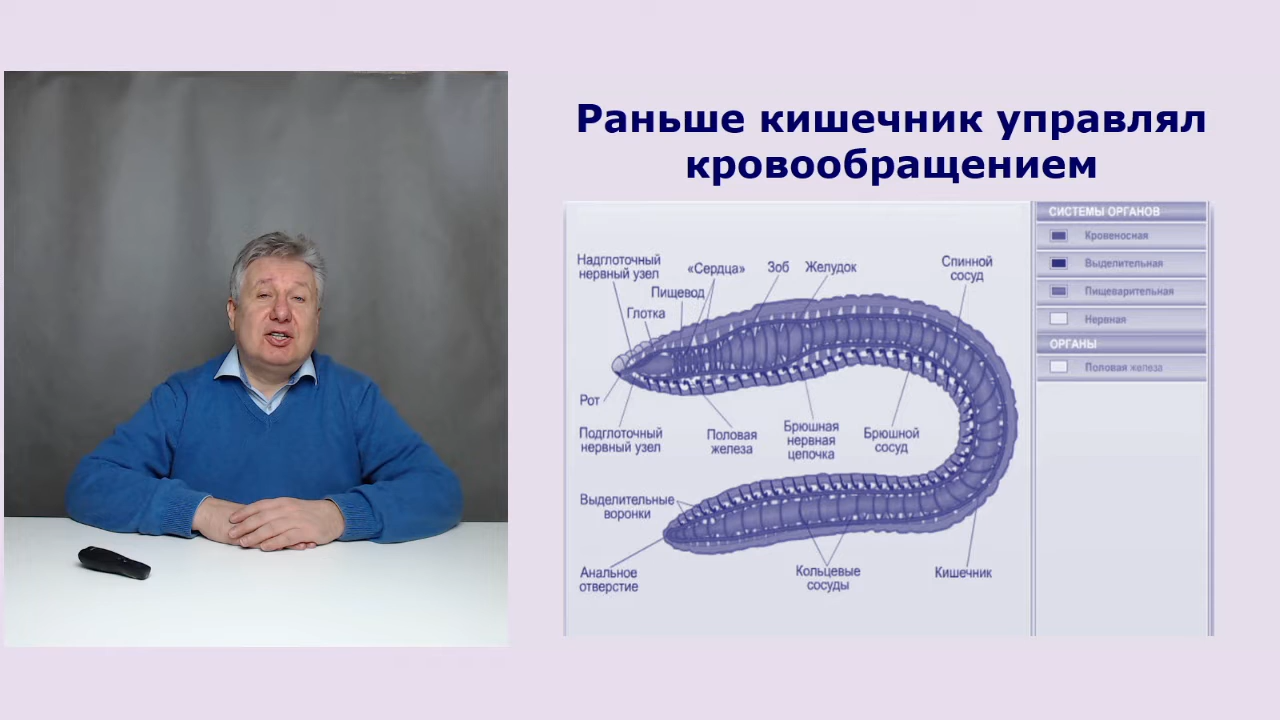 Раньше кишечник управлял
кровообращением
СИСТЕМЫ ОРГАНОВ
Кровеносная
Выделительная
Пищеварительная
Нервная
ОРГАНЫ
Половая железа
Надглоточный
нервный узел
«Сердца»
Зоб
Желудок
Спинной
сосуд
Пищевод
Глотка
Рот
Подглоточный
нервный узел
Половая
железа
Брюшная
нервная
цепочка
Брюшной
сосуд
Выделительные
воронки
Анальное
отверстие
Кольцевые
сосуды
Кишечник